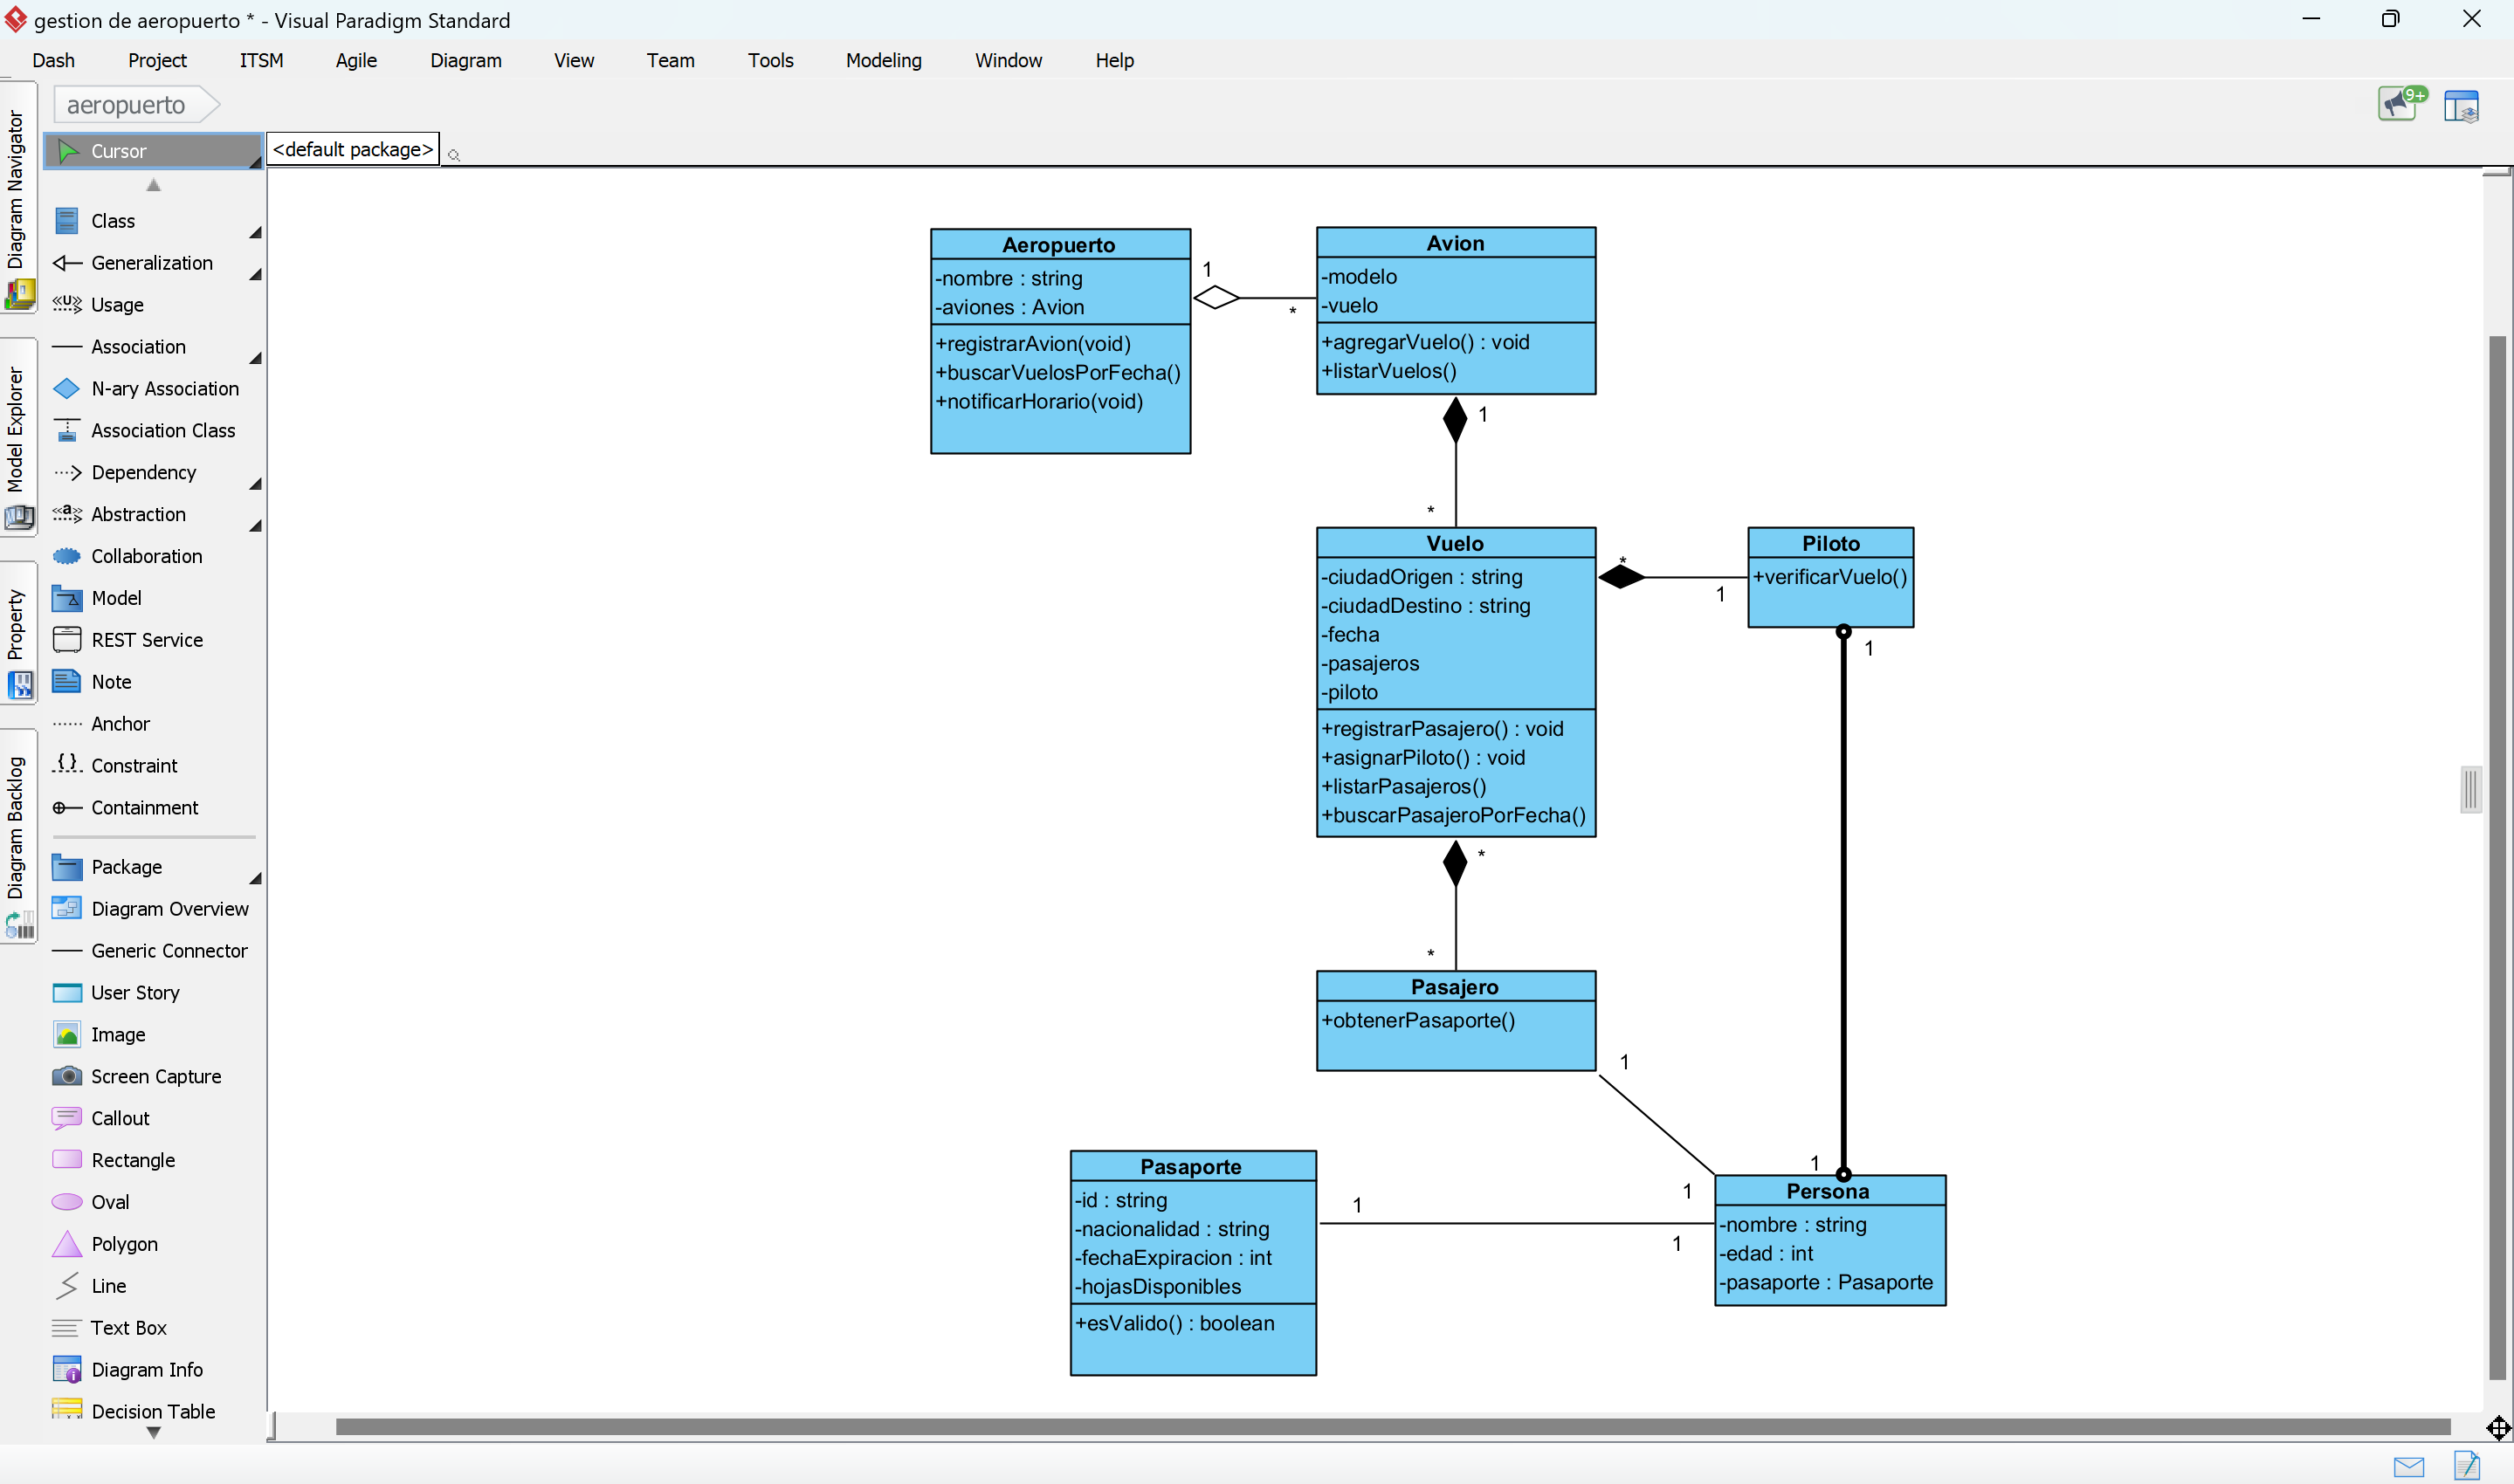 gestion de aeropuerto * - Visual Paradigm Standard
Dash Project ITSM Agile Diagram View Team Tools Modeling Window Help
aeropuerto
9+
Diagram Navigator
Model Explorer
Property
Diagram Backlog
Cursor
Class
Generalization
<<U>> Usage
Association
N-ary Association
Association Class
Dependency
<<a>> Abstraction
Collaboration
Model
REST Service
Note
Anchor
{} Constraint
Containment
Package
Diagram Overview
Generic Connector
User Story
Image
Screen Capture
Callout
Rectangle
Oval
Polygon
Line
Text Box
Diagram Info
Decision Table
<default package>
Aeropuerto
-nombre : string
-aviones : Avion
+registrarAvion(void)
+buscarVuelosPorFecha()
+notificarHorario(void)
1
*
Avion
-modelo
-vuelo
+agregarVuelo() : void
+listarVuelos()
1
*
Vuelo
-ciudadOrigen : string
-ciudadDestino : string
-fecha
-pasajeros
-piloto
+registrarPasajero() : void
+asignarPiloto() : void
+listarPasajeros()
+buscarPasajeroPorFecha()
*
1
Piloto
+verificarVuelo()
1
*
*
Pasajero
+obtenerPasaporte()
1
1
1
Pasaporte
-id : string
-nacionalidad : string
-fechaExpiracion : int
-hojasDisponibles
+esValido() : boolean
1
1
Persona
-nombre : string
-edad : int
-pasaporte : Pasaporte